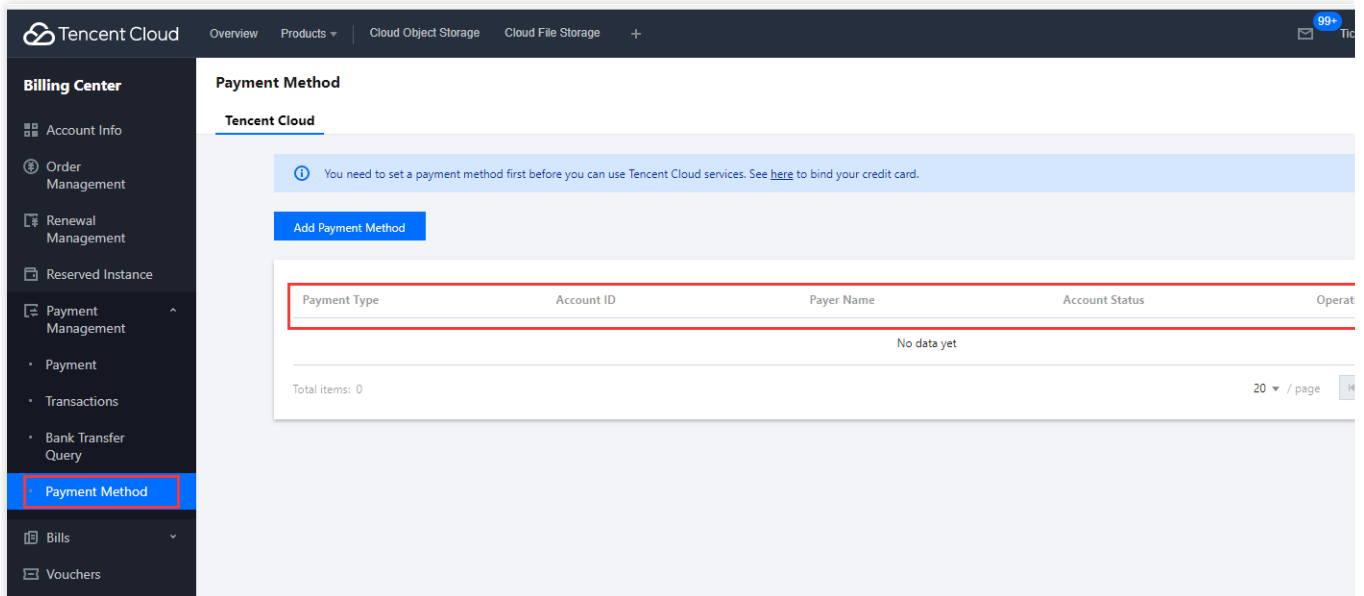 Tencent Cloud Overview Products Cloud Object Storage Cloud File Storage + 99+ Tic
Billing Center
Account Info
Order
Management
Renewal
Management
Reserved Instance
Payment
Management
Payment
Transactions
Bank Transfer
Query
Payment Method
Bills
Vouchers
Payment Method
Tencent Cloud
You need to set a payment method first before you can use Tencent Cloud services. See here to bind your credit card.
Add Payment Method
Payment Type Account ID Payer Name Account Status Operati
No data yet
Total items: 0 20 / page